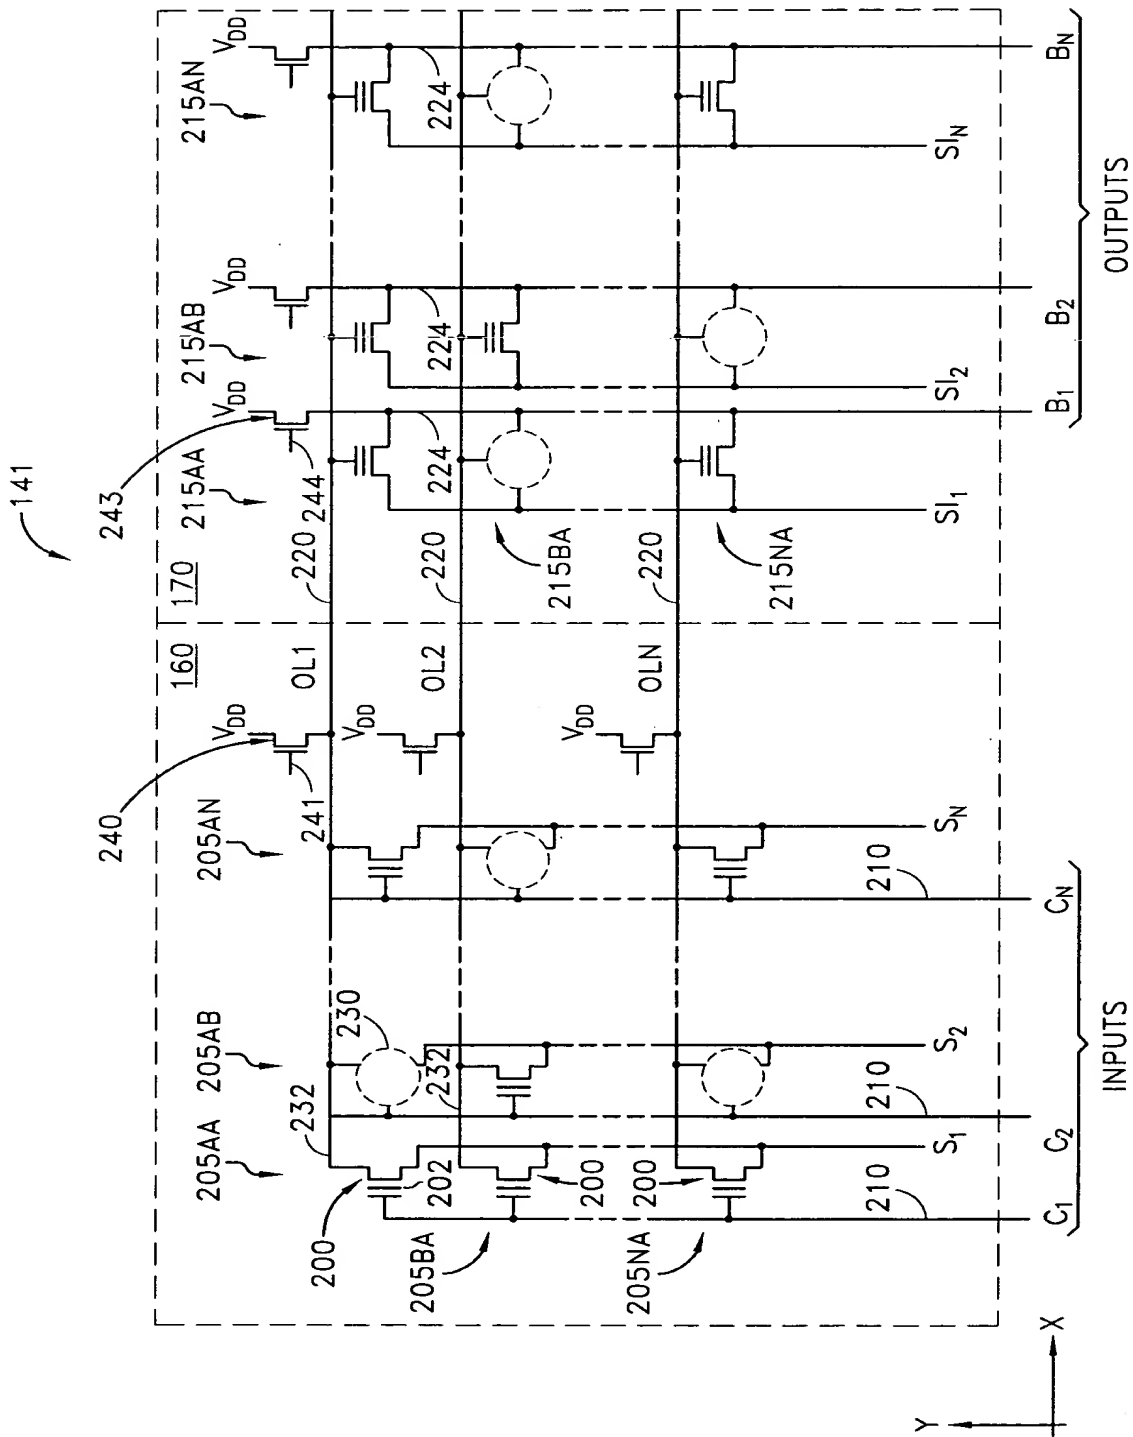 141
240
243
205AA
205AB
205AN
215AA
215AB
215AN
160
170
V_DD
V_DD
V_DD
V_DD
200
232
241
OL1
220
244
230
V_DD
202
205BA
232
OL2
220
224
224
224
200
215BA
V_DD
200
205NA
OLN
220
215NA
210
210
210
S_1
S_2
S_N
SI_1
SI_2
SI_N
C_1
C_2
C_N
B_1
B_2
B_N
INPUTS
OUTPUTS
Y
X